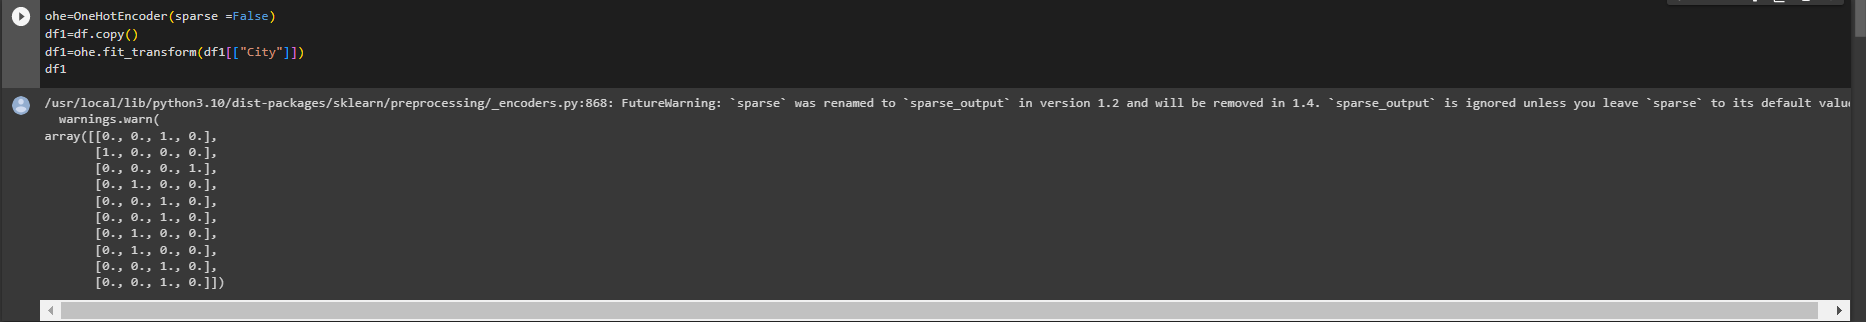 ohe=OneHotEncoder(sparse =False)
df1=df.copy()
df1=ohe.fit_transform(df1[["City"]])
df1
/usr/local/lib/python3.10/dist-packages/sklearn/preprocessing/_encoders.py:868: FutureWarning: `sparse` was renamed to `sparse_output` in version 1.2 and will be removed in 1.4. `sparse_output` is ignored unless you leave `sparse` to its default
warnings.warn(
array([[0., 0., 1., 0.],
[1., 0., 0., 0.],
[0., 0., 0., 1.],
[0., 1., 0., 0.],
[0., 0., 1., 0.],
[0., 0., 1., 0.],
[0., 1., 0., 0.],
[0., 1., 0., 0.],
[0., 0., 1., 0.],
[0., 0., 1., 0.]])